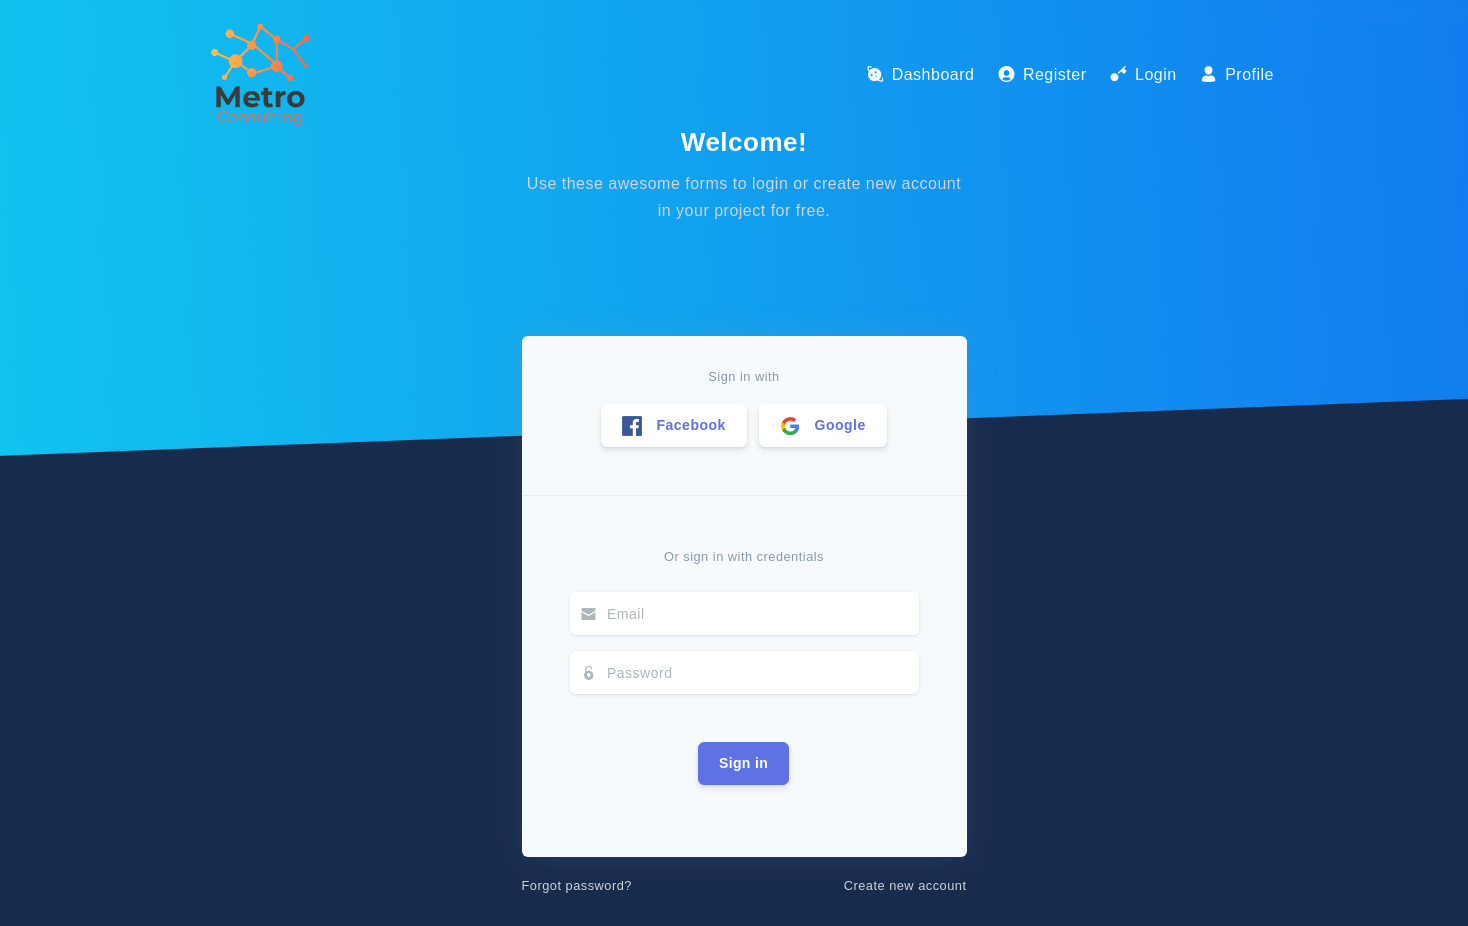 Metro
Consulting
Dashboard
Register
Login
Profile
Welcome!
Use these awesome forms to login or create new account
in your project for free.
Sign in with
Facebook
Google
Or sign in with credentials
Email
Password
Sign in
Forgot password?
Create new account